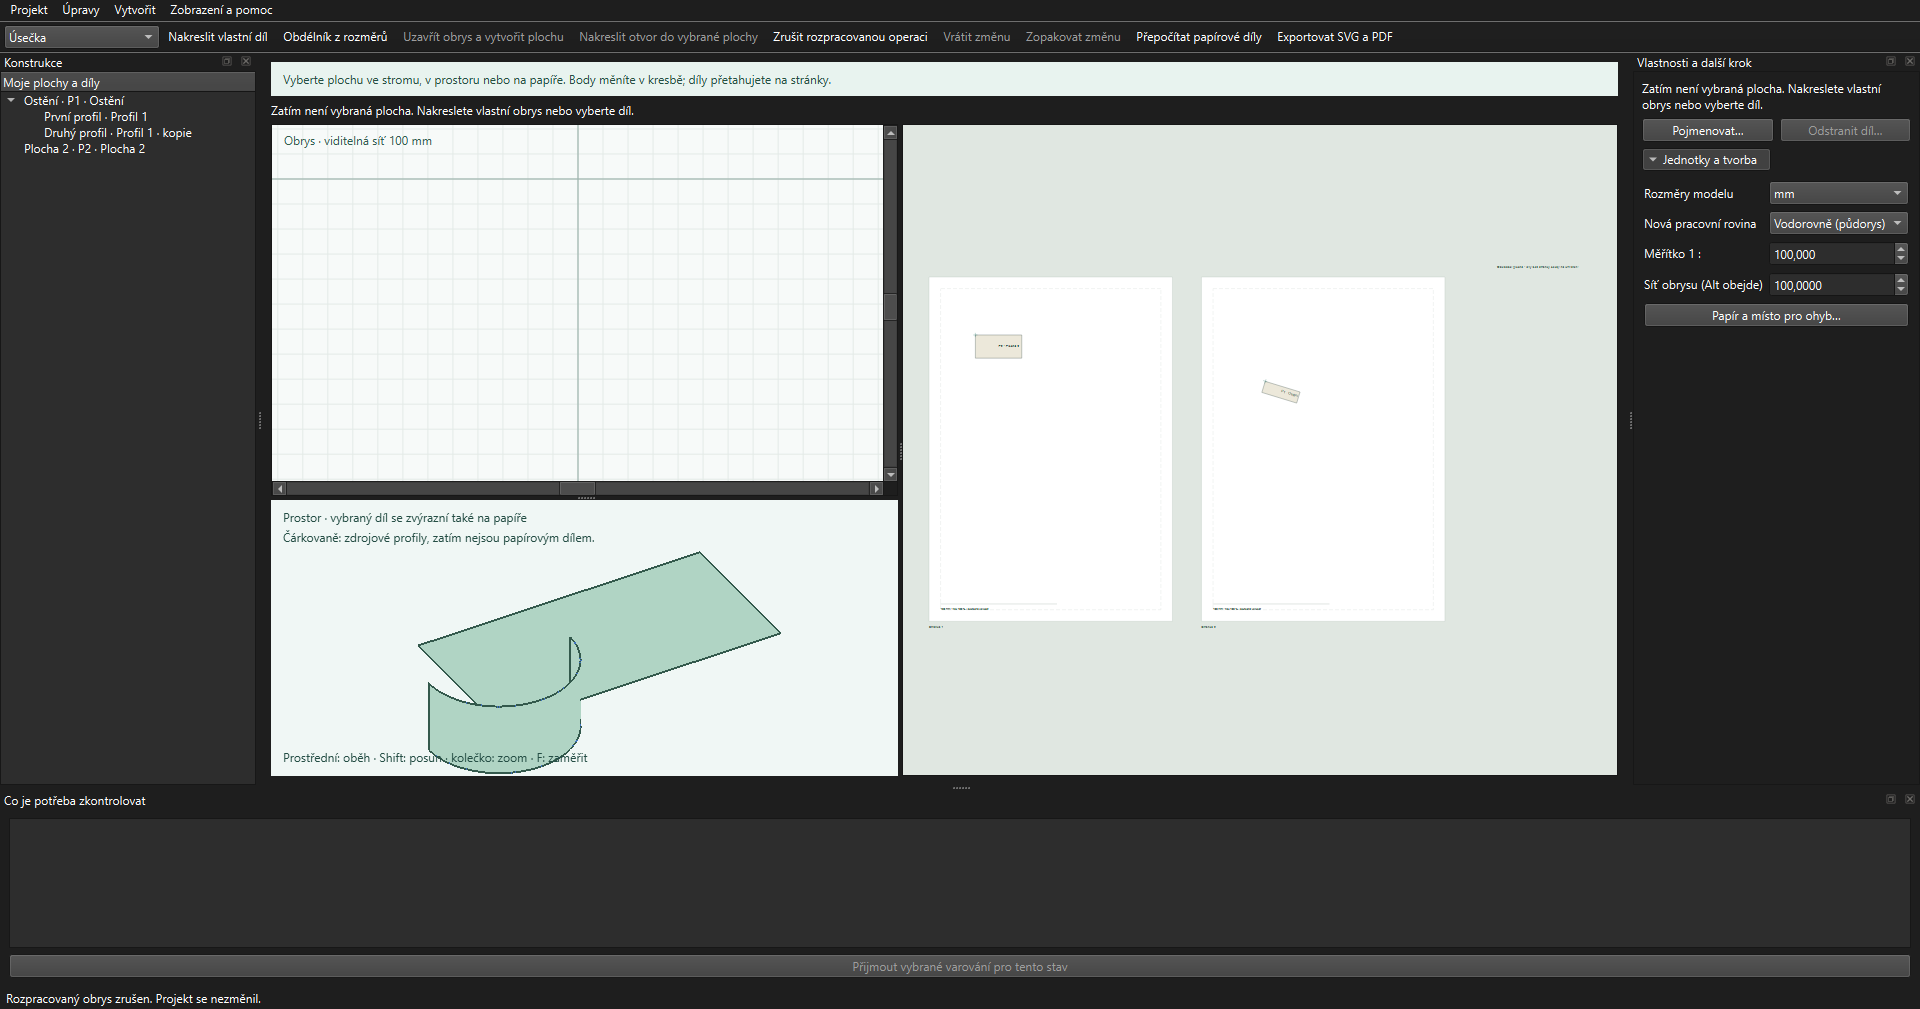 Projekt Úpravy Vytvořit Zobrazení a pomoc
Úsečka Nakreslit vlastní díl Obdélník z rozměrů Uzavřít obrys a vytvořit plochu Nakreslit otvor do vybrané plochy Zrušit rozpracovanou operaci Vrátit změnu Zopakovat změnu Přepočítat papírové díly Exportovat SVG a PDF
Konstrukce
Moje plochy a díly
Ostění · P1 · Ostění
První profil · Profil 1
Druhý profil · Profil 1 · kopie
Plocha 2 · P2 · Plocha 2
Vyberte plochu ve stromu, v prostoru nebo na papíře. Body měníte v kresbě; díly přetahujete na stránky.
Zatím není vybraná plocha. Nakreslete vlastní obrys nebo vyberte díl.
Obrys · viditelná síť 100 mm
Prostor · vybraný díl se zvýrazní také na papíře
Čárkovaně: zdrojové profily, zatím nejsou papírovým dílem.
Prostřední: oběh · Shift: posun · kolečko: zoom · F: zaměřit
Vlastnosti a další krok
Zatím není vybraná plocha. Nakreslete vlastní
obrys nebo vyberte díl.
Pojmenovat... Odstranit díl...
Jednotky a tvorba
Rozměry modelu mm
Nová pracovní rovina Vodorovně (půdorys)
Měřítko 1 : 100,000
Síť obrysu (Alt obejde) 100,0000
Papír a místo pro ohyb...
Co je potřeba zkontrolovat
Přijmout vybrané varování pro tento stav
Rozpracovaný obrys zrušen. Projekt se nezměnil.